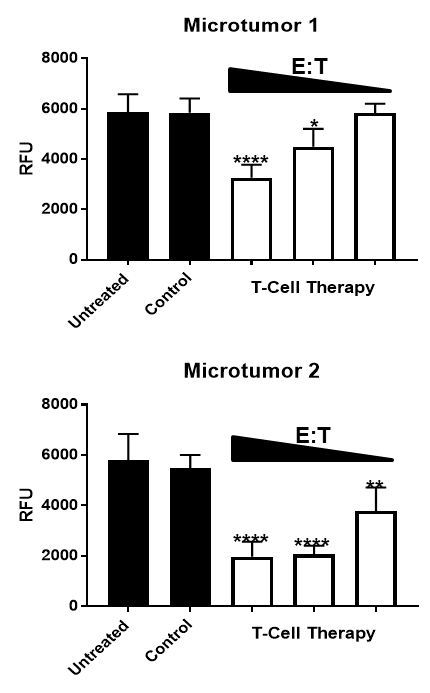 Microtumor 1
E:T
8000
6000
4000
2000
0
RFU
****
*
Untreated
Control
T-Cell Therapy
Microtumor 2
E:T
8000
6000
4000
2000
0
RFU
****
****
**
Untreated
Control
T-Cell Therapy